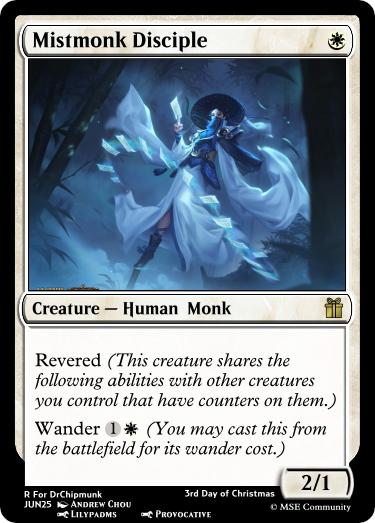 Mistmonk Disciple
Creature — Human Monk
Revered (This creature shares the
following abilities with other creatures
you control that have counters on them.)
Wander 1 (You may cast this from
the battlefield for its wander cost.)
2/1
R For DrChipmunk 3rd Day of Christmas
JUN25 Andrew Chou © MSE Community
Lilypadms Provocative